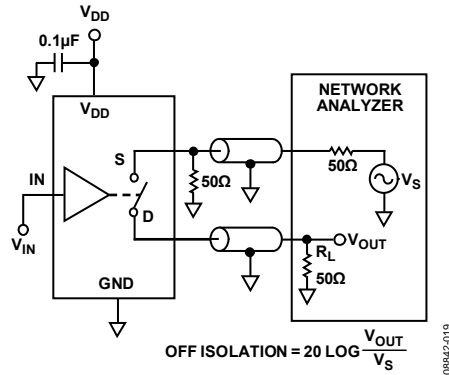 VDD
0.1µF
VDD
NETWORK
ANALYZER
S
50Ω
50Ω
VS
IN
D
VIN
VOUT
RL
50Ω
GND
OFF ISOLATION = 20 LOG VOUT/VS
08842-019